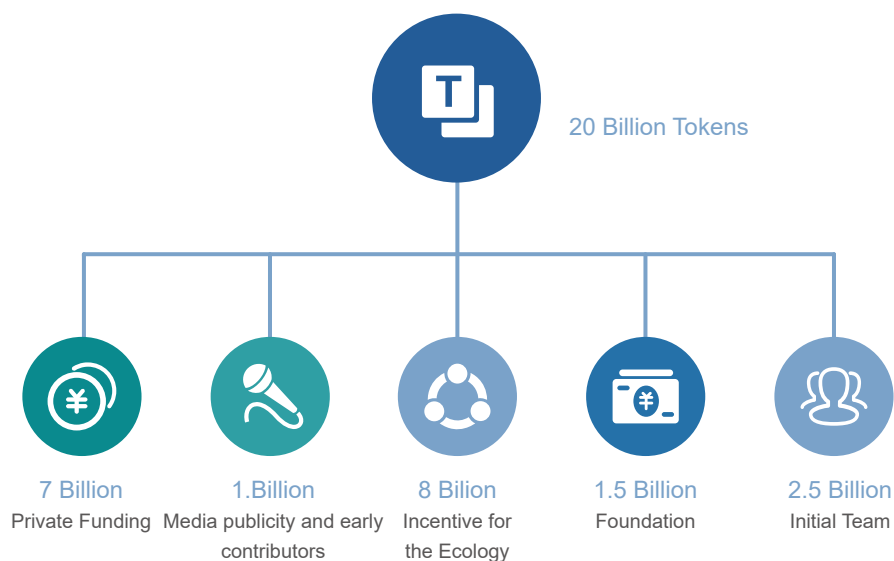 T
20 Billion Tokens
¥
¥
7 Billion
Private Funding
1.Billion
Media publicity and early
contributors
8 Bilion
Incentive for
the Ecology
1.5 Billion
Foundation
2.5 Billion
Initial Team